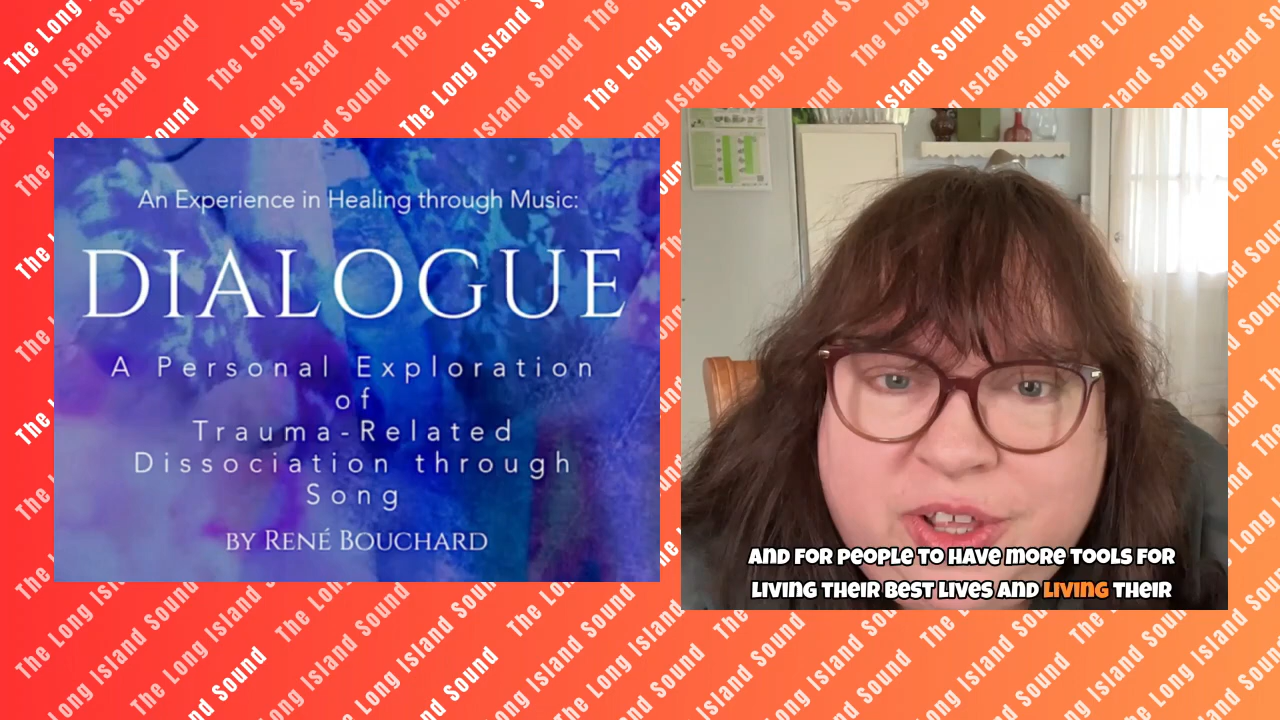 The Long Island Sound
An Experience in Healing through Music:
DIALOGUE
A Personal Exploration
of
Trauma-Related
Dissociation through
Song
BY RENÉ BOUCHARD
AND FOR PEOPLE TO HAVE MORE TOOLS FOR
LIVING THEIR BEST LIVES AND LIVING THEIR